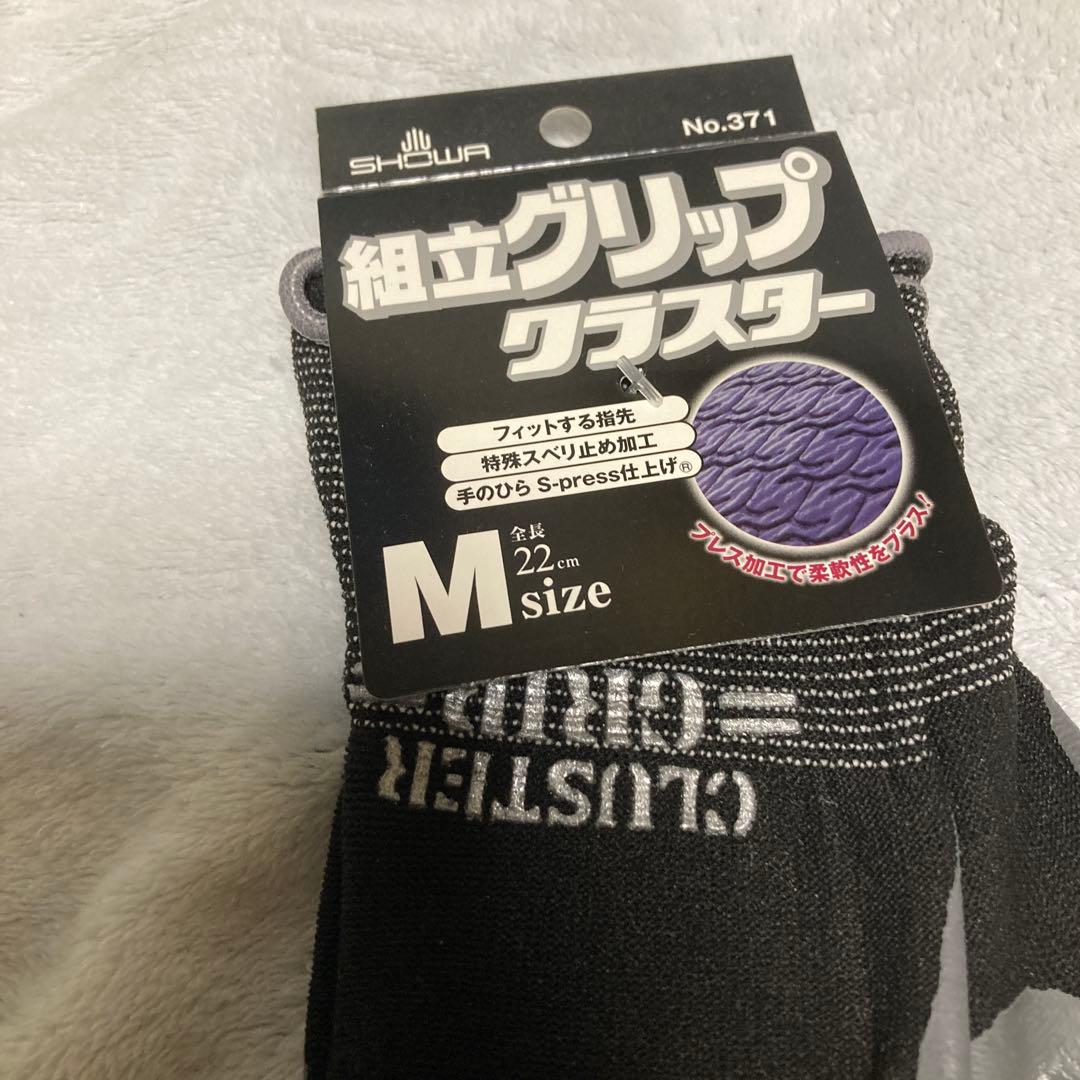 SHOWA
No.371
組立グリップ
クラスター
フィットする指先
特殊スベリ止め加工
手のひら S-press仕上げ®
プレス加工で柔軟性をプラス!
M
全長
22cm
size
CLUSTER